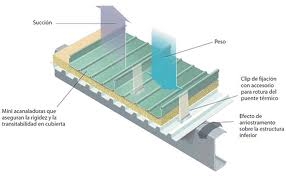 Succión
Peso
Clip de fijación
con accesorio
para rotura del
puente térmico
Mini acanaladuras que
aseguran la rigidez y la
transitabilidad en cubierta
Efecto de
arriostramiento sobre
la estructura
inferior